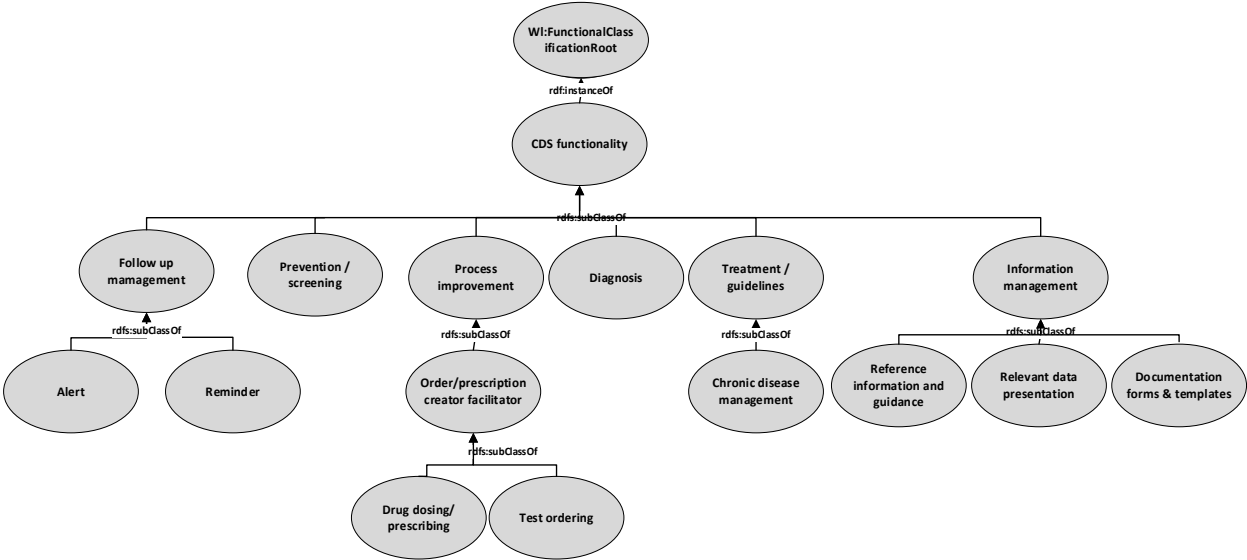 Wl:FunctionalClass
ificationRoot
rdf:instanceOf
CDS functionality
rdfs:subClassOf
Follow up
management
Prevention /
screening
Process
improvement
Diagnosis
Treatment /
guidelines
Information
management
rdfs:subClassOf
rdfs:subClassOf
rdfs:subClassOf
rdfs:subClassOf
Alert
Reminder
Order/prescription
creator facilitator
Chronic disease
management
Reference
information and
guidance
Relevant data
presentation
Documentation
forms & templates
rdfs:subClassOf
Drug dosing/
prescribing
Test ordering